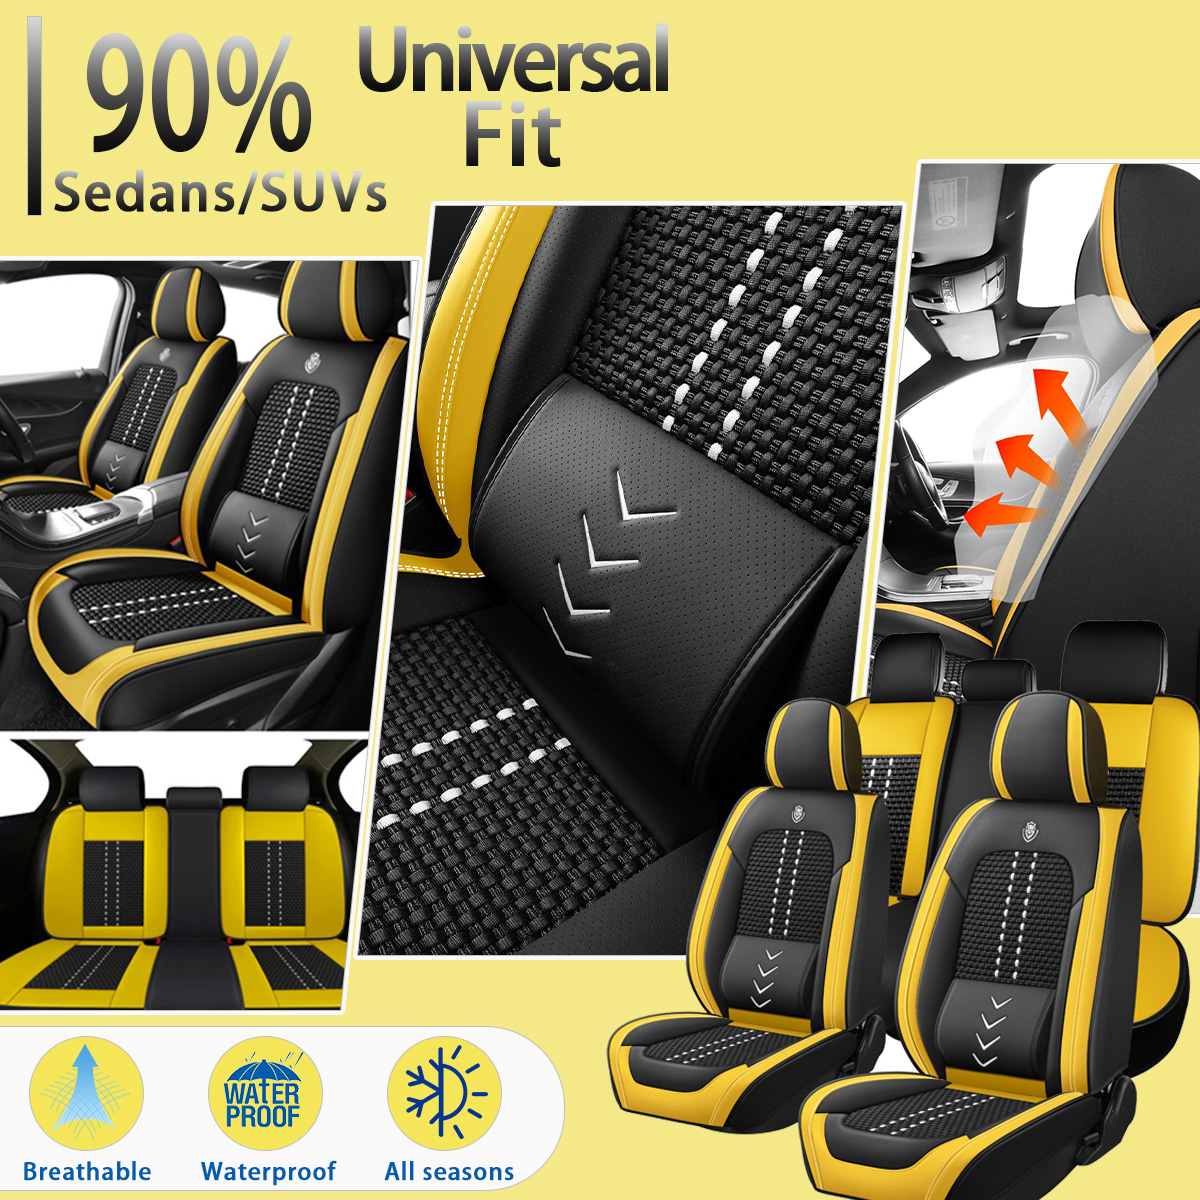 90%
Sedans/SUVs
Universal
Fit
WATER
PROOF
Breathable
Waterproof
All seasons